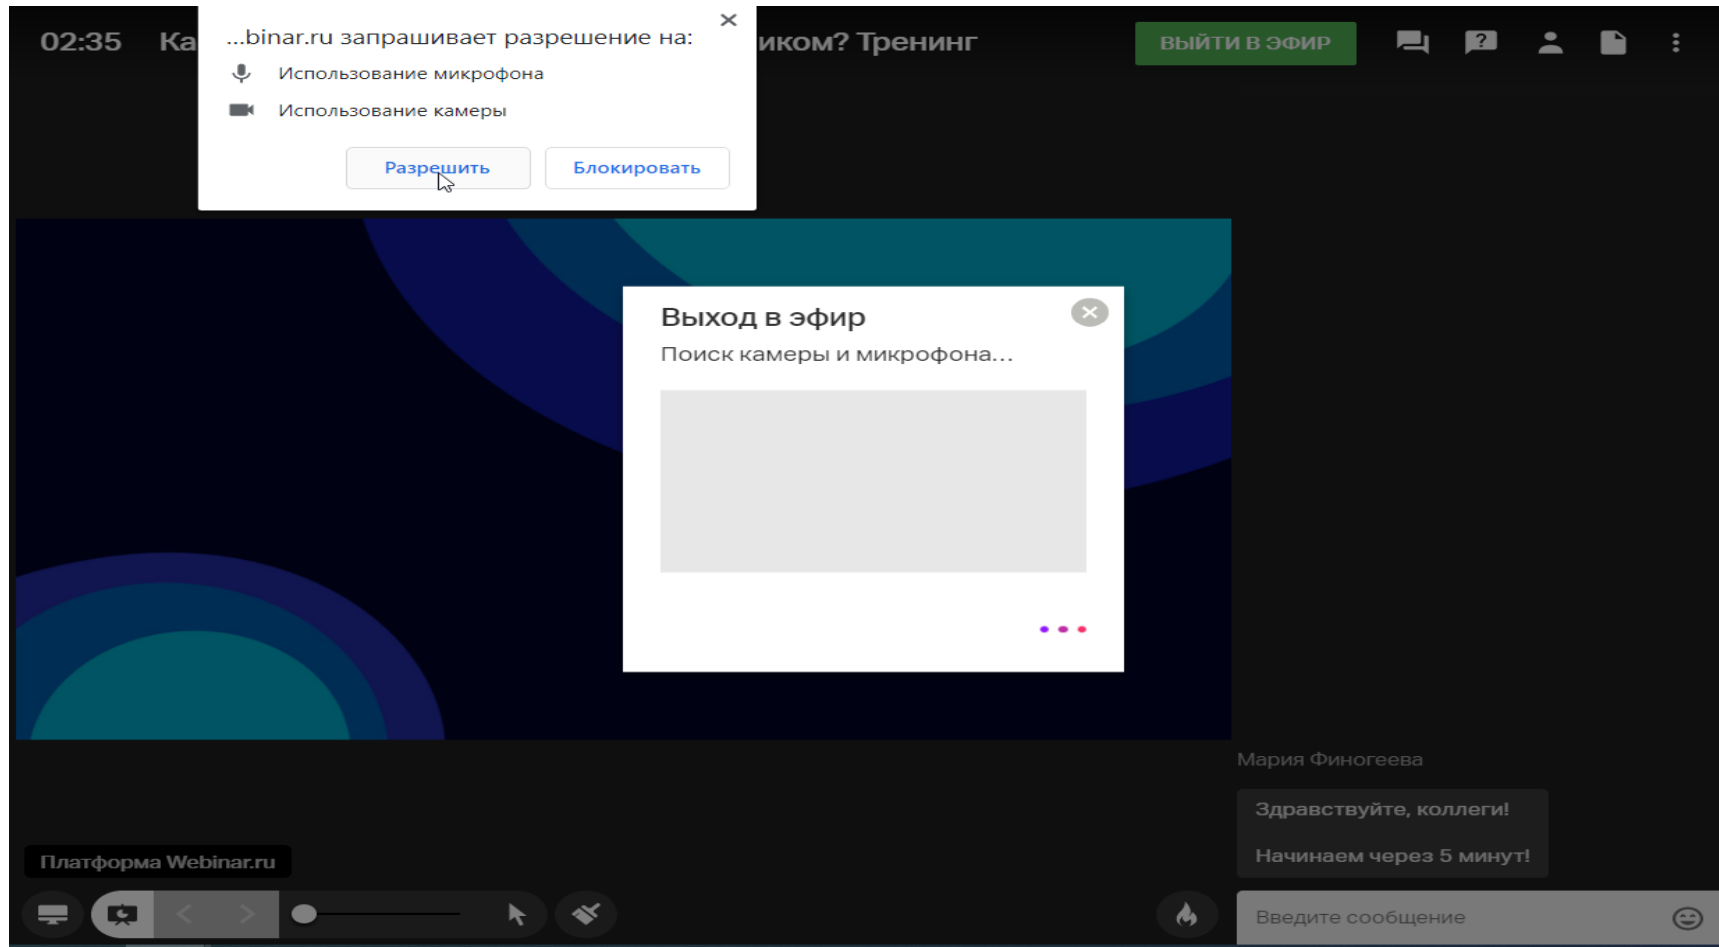 02:35
Ка
...binar.ru запрашивает разрешение на:
Использование микрофона
Использование камеры
Разрешить
Блокировать
иком? Тренинг
ВЫЙТИ В ЭФИР
?
Выход в эфир
Поиск камеры и микрофона...
Мария Финогеева
Здравствуйте, коллеги!
Начинаем через 5 минут!
Платформа Webinar.ru
Введите сообщение